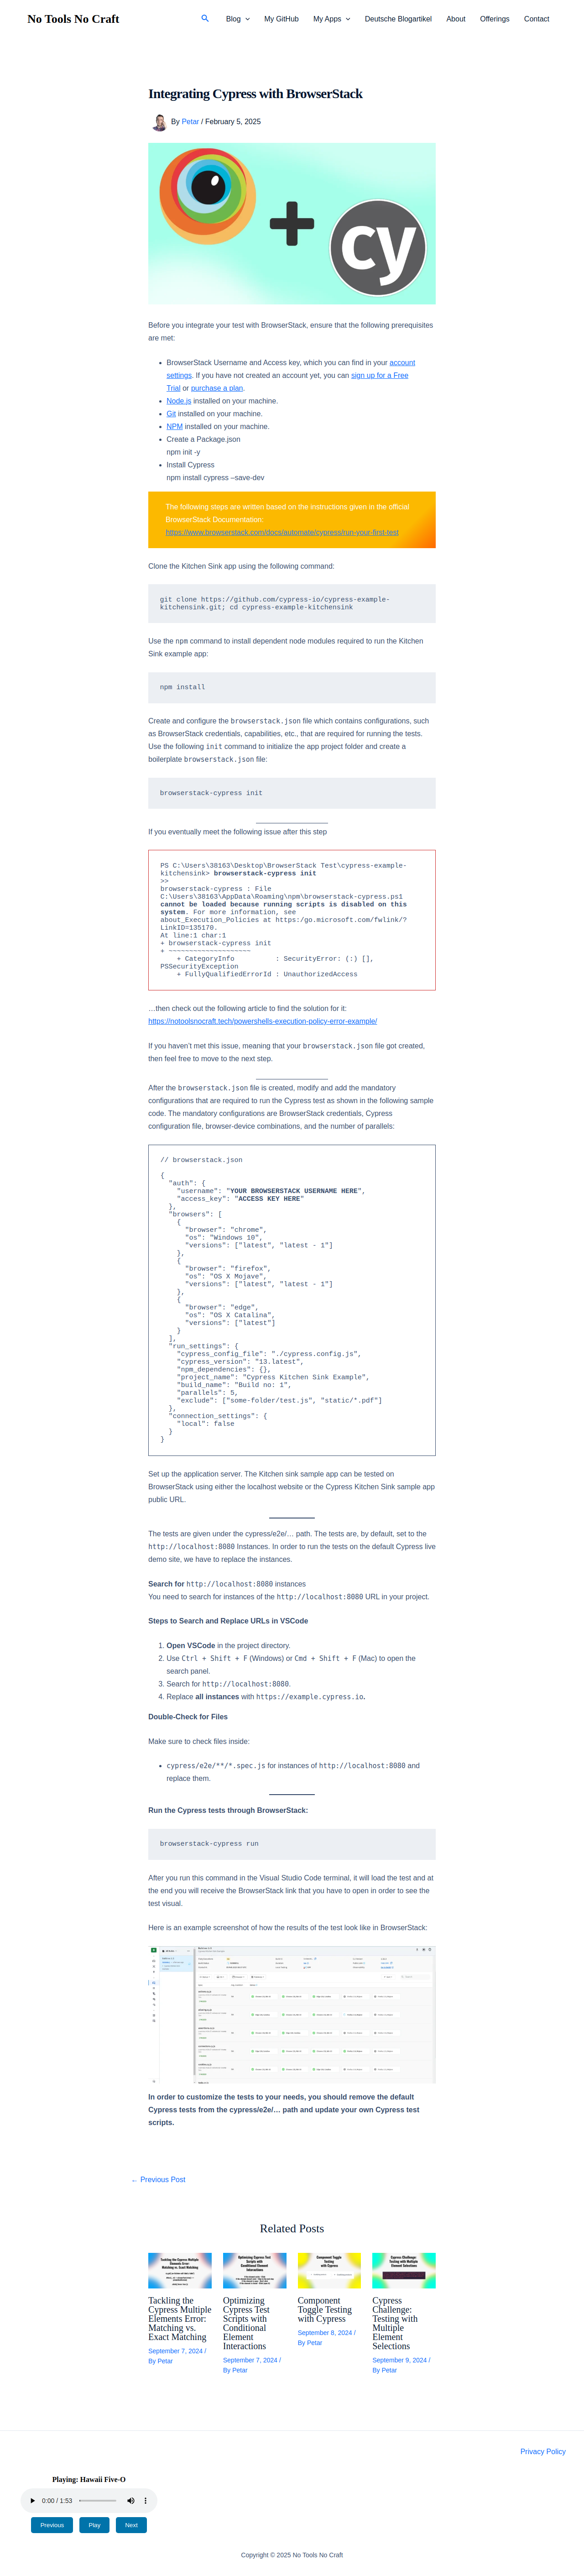 No Tools No Craft
Blog
My GitHub
My Apps
Deutsche Blogartikel
About
Offerings
Contact
Integrating Cypress with BrowserStack
By Petar / February 5, 2025
cy
Before you integrate your test with BrowserStack, ensure that the following prerequisites
are met:
BrowserStack Username and Access key, which you can find in your account
settings. If you have not created an account yet, you can sign up for a Free
Trial or purchase a plan.
Node.js installed on your machine.
Git installed on your machine.
NPM installed on your machine.
Create a Package.json
npm init -y
Install Cypress
npm install cypress –save-dev
The following steps are written based on the instructions given in the official
BrowserStack Documentation:
https://www.browserstack.com/docs/automate/cypress/run-your-first-test
Clone the Kitchen Sink app using the following command:
git clone https://github.com/cypress-io/cypress-example-
kitchensink.git; cd cypress-example-kitchensink
Use the npm command to install dependent node modules required to run the Kitchen
Sink example app:
npm install
Create and configure the browserstack.json file which contains configurations, such
as BrowserStack credentials, capabilities, etc., that are required for running the tests.
Use the following init command to initialize the app project folder and create a
boilerplate browserstack.json file:
browserstack-cypress init
If you eventually meet the following issue after this step
PS C:\Users\38163\Desktop\BrowserStack Test\cypress-example-
kitchensink> browserstack-cypress init
>>
browserstack-cypress : File
C:\Users\38163\AppData\Roaming\npm\browserstack-cypress.ps1
cannot be loaded because running scripts is disabled on this
system. For more information, see
about_Execution_Policies at https:/go.microsoft.com/fwlink/?
LinkID=135170.
At line:1 char:1
+ browserstack-cypress init
+ ~~~~~~~~~~~~~~~~~~~~
+ CategoryInfo : SecurityError: (:) [],
PSSecurityException
+ FullyQualifiedErrorId : UnauthorizedAccess
…then check out the following article to find the solution for it:
https://notoolsnocraft.tech/powershells-execution-policy-error-example/
If you haven't met this issue, meaning that your browserstack.json file got created,
then feel free to move to the next step.
After the browserstack.json file is created, modify and add the mandatory
configurations that are required to run the Cypress test as shown in the following sample
code. The mandatory configurations are BrowserStack credentials, Cypress
configuration file, browser-device combinations, and the number of parallels:
// browserstack.json
{
"auth": {
"username": "YOUR BROWSERSTACK USERNAME HERE",
"access_key": "ACCESS KEY HERE"
},
"browsers": [
{
"browser": "chrome",
"os": "Windows 10",
"versions": ["latest", "latest - 1"]
},
{
"browser": "firefox",
"os": "OS X Mojave",
"versions": ["latest", "latest - 1"]
},
{
"browser": "edge",
"os": "OS X Catalina",
"versions": ["latest"]
}
],
"run_settings": {
"cypress_config_file": "./cypress.config.js",
"cypress_version": "13.latest",
"npm_dependencies": {},
"project_name": "Cypress Kitchen Sink Example",
"build_name": "Build no: 1",
"parallels": 5,
"exclude": ["some-folder/test.js", "static/*.pdf"]
},
"connection_settings": {
"local": false
}
}
Set up the application server. The Kitchen sink sample app can be tested on
BrowserStack using either the localhost website or the Cypress Kitchen Sink sample app
public URL.
The tests are given under the cypress/e2e/… path. The tests are, by default, set to the
http://localhost:8080 Instances. In order to run the tests on the default Cypress live
demo site, we have to replace the instances.
Search for http://localhost:8080 instances
You need to search for instances of the http://localhost:8080 URL in your project.
Steps to Search and Replace URLs in VSCode
1. Open VSCode in the project directory.
2. Use Ctrl + Shift + F (Windows) or Cmd + Shift + F (Mac) to open the
search panel.
3. Search for http://localhost:8080.
4. Replace all instances with https://example.cypress.io.
Double-Check for Files
Make sure to check files inside:
cypress/e2e/**/*.spec.js for instances of http://localhost:8080 and
replace them.
Run the Cypress tests through BrowserStack:
browserstack-cypress run
After you run this command in the Visual Studio Code terminal, it will load the test and at
the end you will receive the BrowserStack link that you have to open in order to see the
test visual.
Here is an example screenshot of how the results of the test look like in BrowserStack:
In order to customize the tests to your needs, you should remove the default
Cypress tests from the cypress/e2e/… path and update your own Cypress test
scripts.
← Previous Post
Related Posts
Tackling the
Cypress Multiple
Elements Error:
Matching vs.
Exact Matching
September 7, 2024 /
By Petar
Optimizing
Cypress Test
Scripts with
Conditional
Element
Interactions
September 7, 2024 /
By Petar
Component
Toggle Testing
with Cypress
September 8, 2024 /
By Petar
Cypress
Challenge:
Testing with
Multiple
Element
Selections
September 9, 2024 /
By Petar
Privacy Policy
Playing: Hawaii Five-O
0:00 / 1:53
Previous
Play
Next
Copyright © 2025 No Tools No Craft